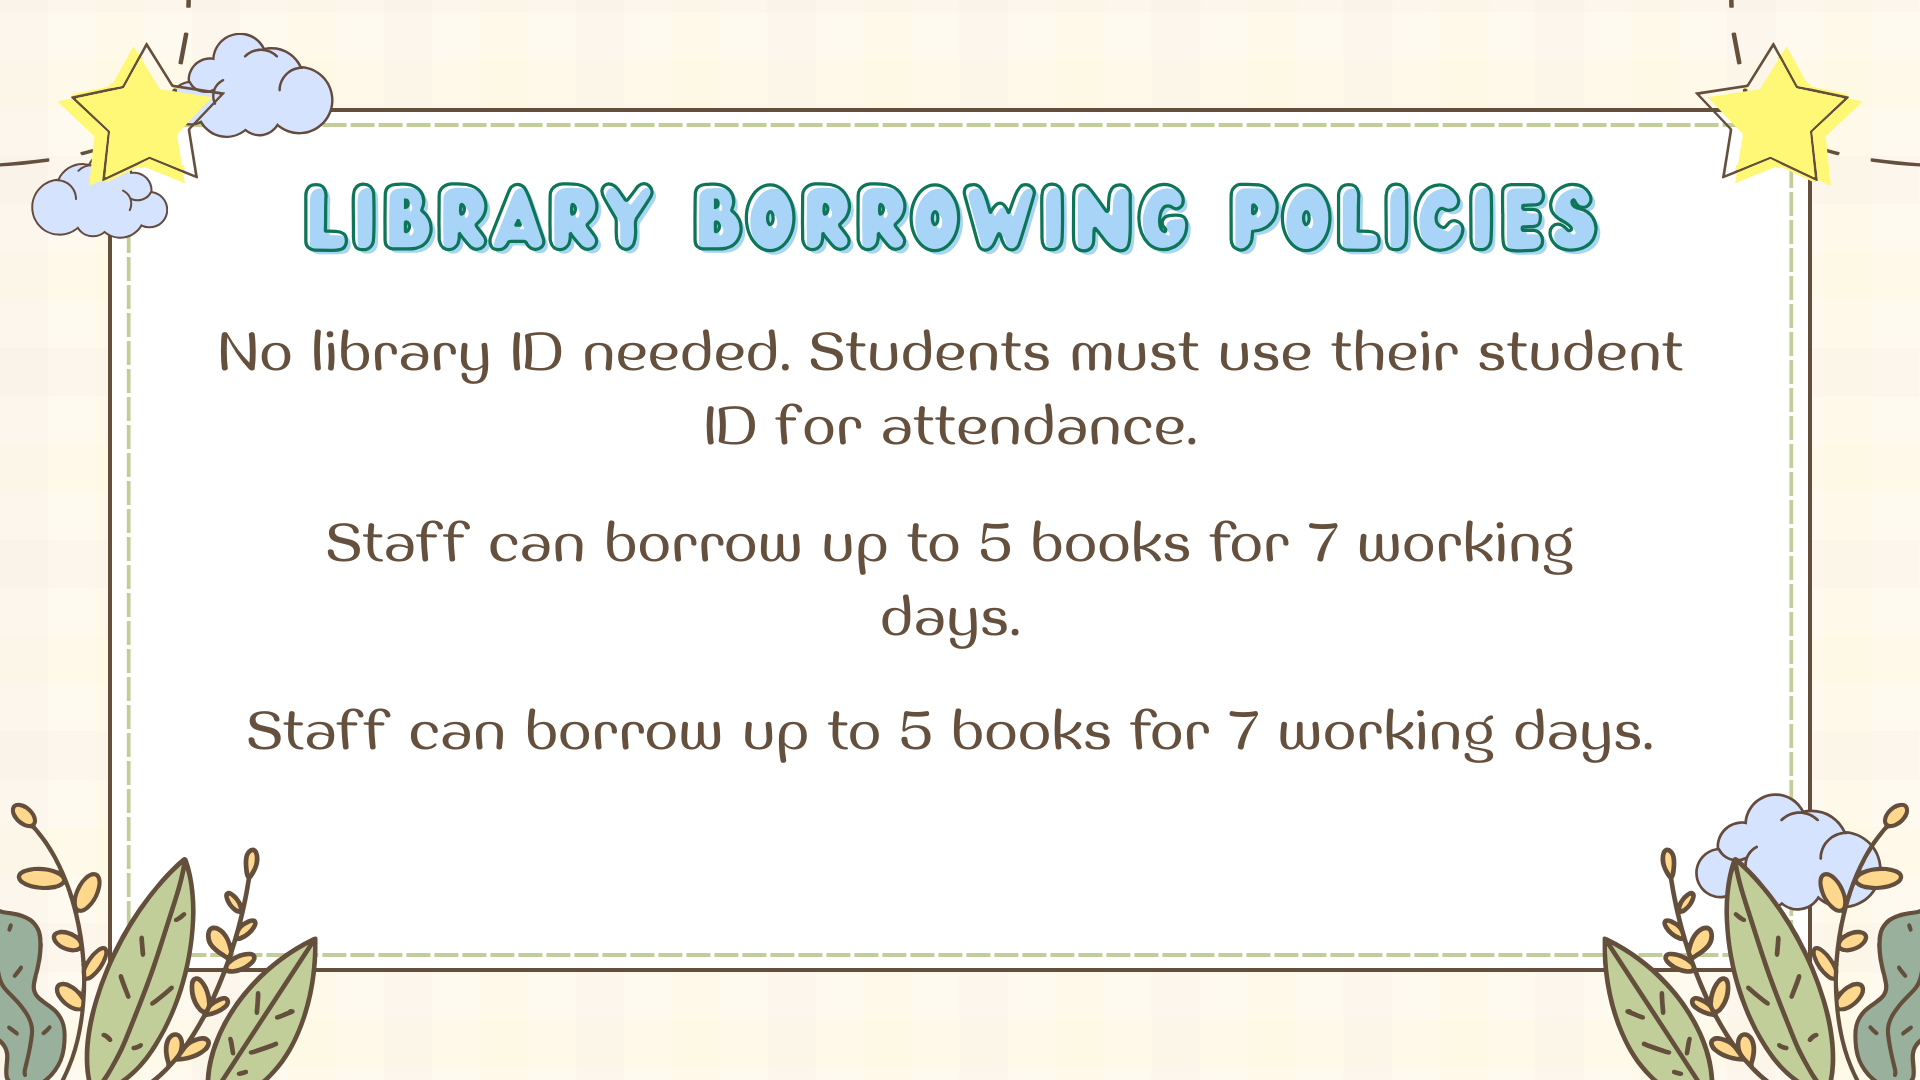 LIBRARY BORROWING POLICIES
No library ID needed. Students must use their student
ID for attendance.
Staff can borrow up to 5 books for 7 working
days.
Staff can borrow up to 5 books for 7 working days.